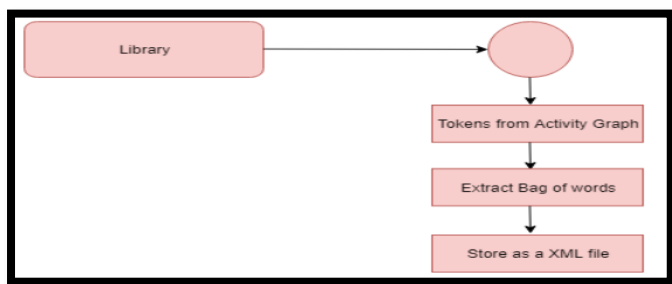 Library
Tokens from Activity Graph
Extract Bag of words
Store as a XML file